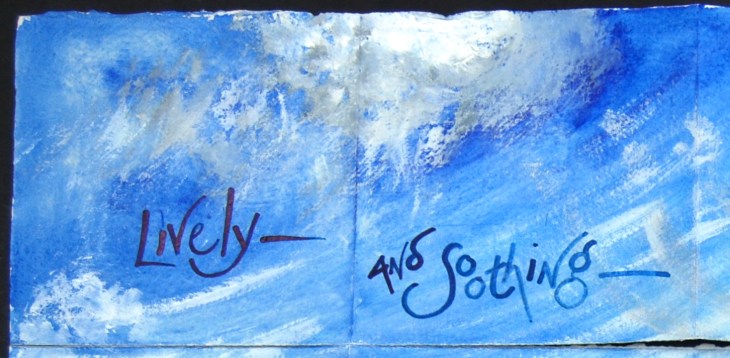 Lively —
and Soothing —